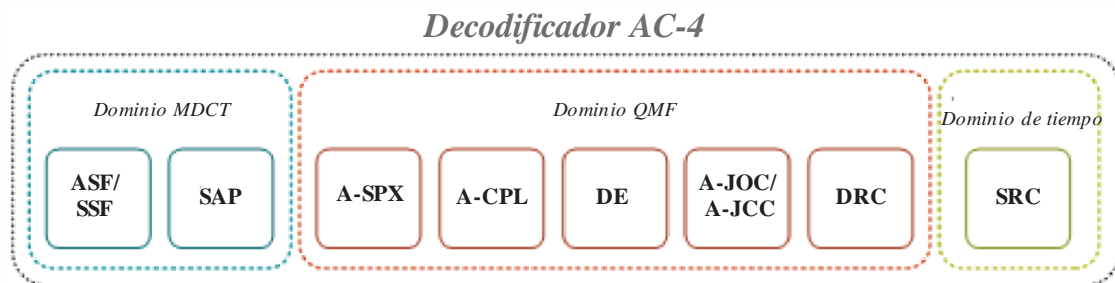 Decodificador AC-4
Dominio MDCT
Dominio QMF
Dominio de tiempo
ASF/
SSF
SAP
A-SPX
A-CPL
DE
A-JOC/
A-JCC
DRC
SRC